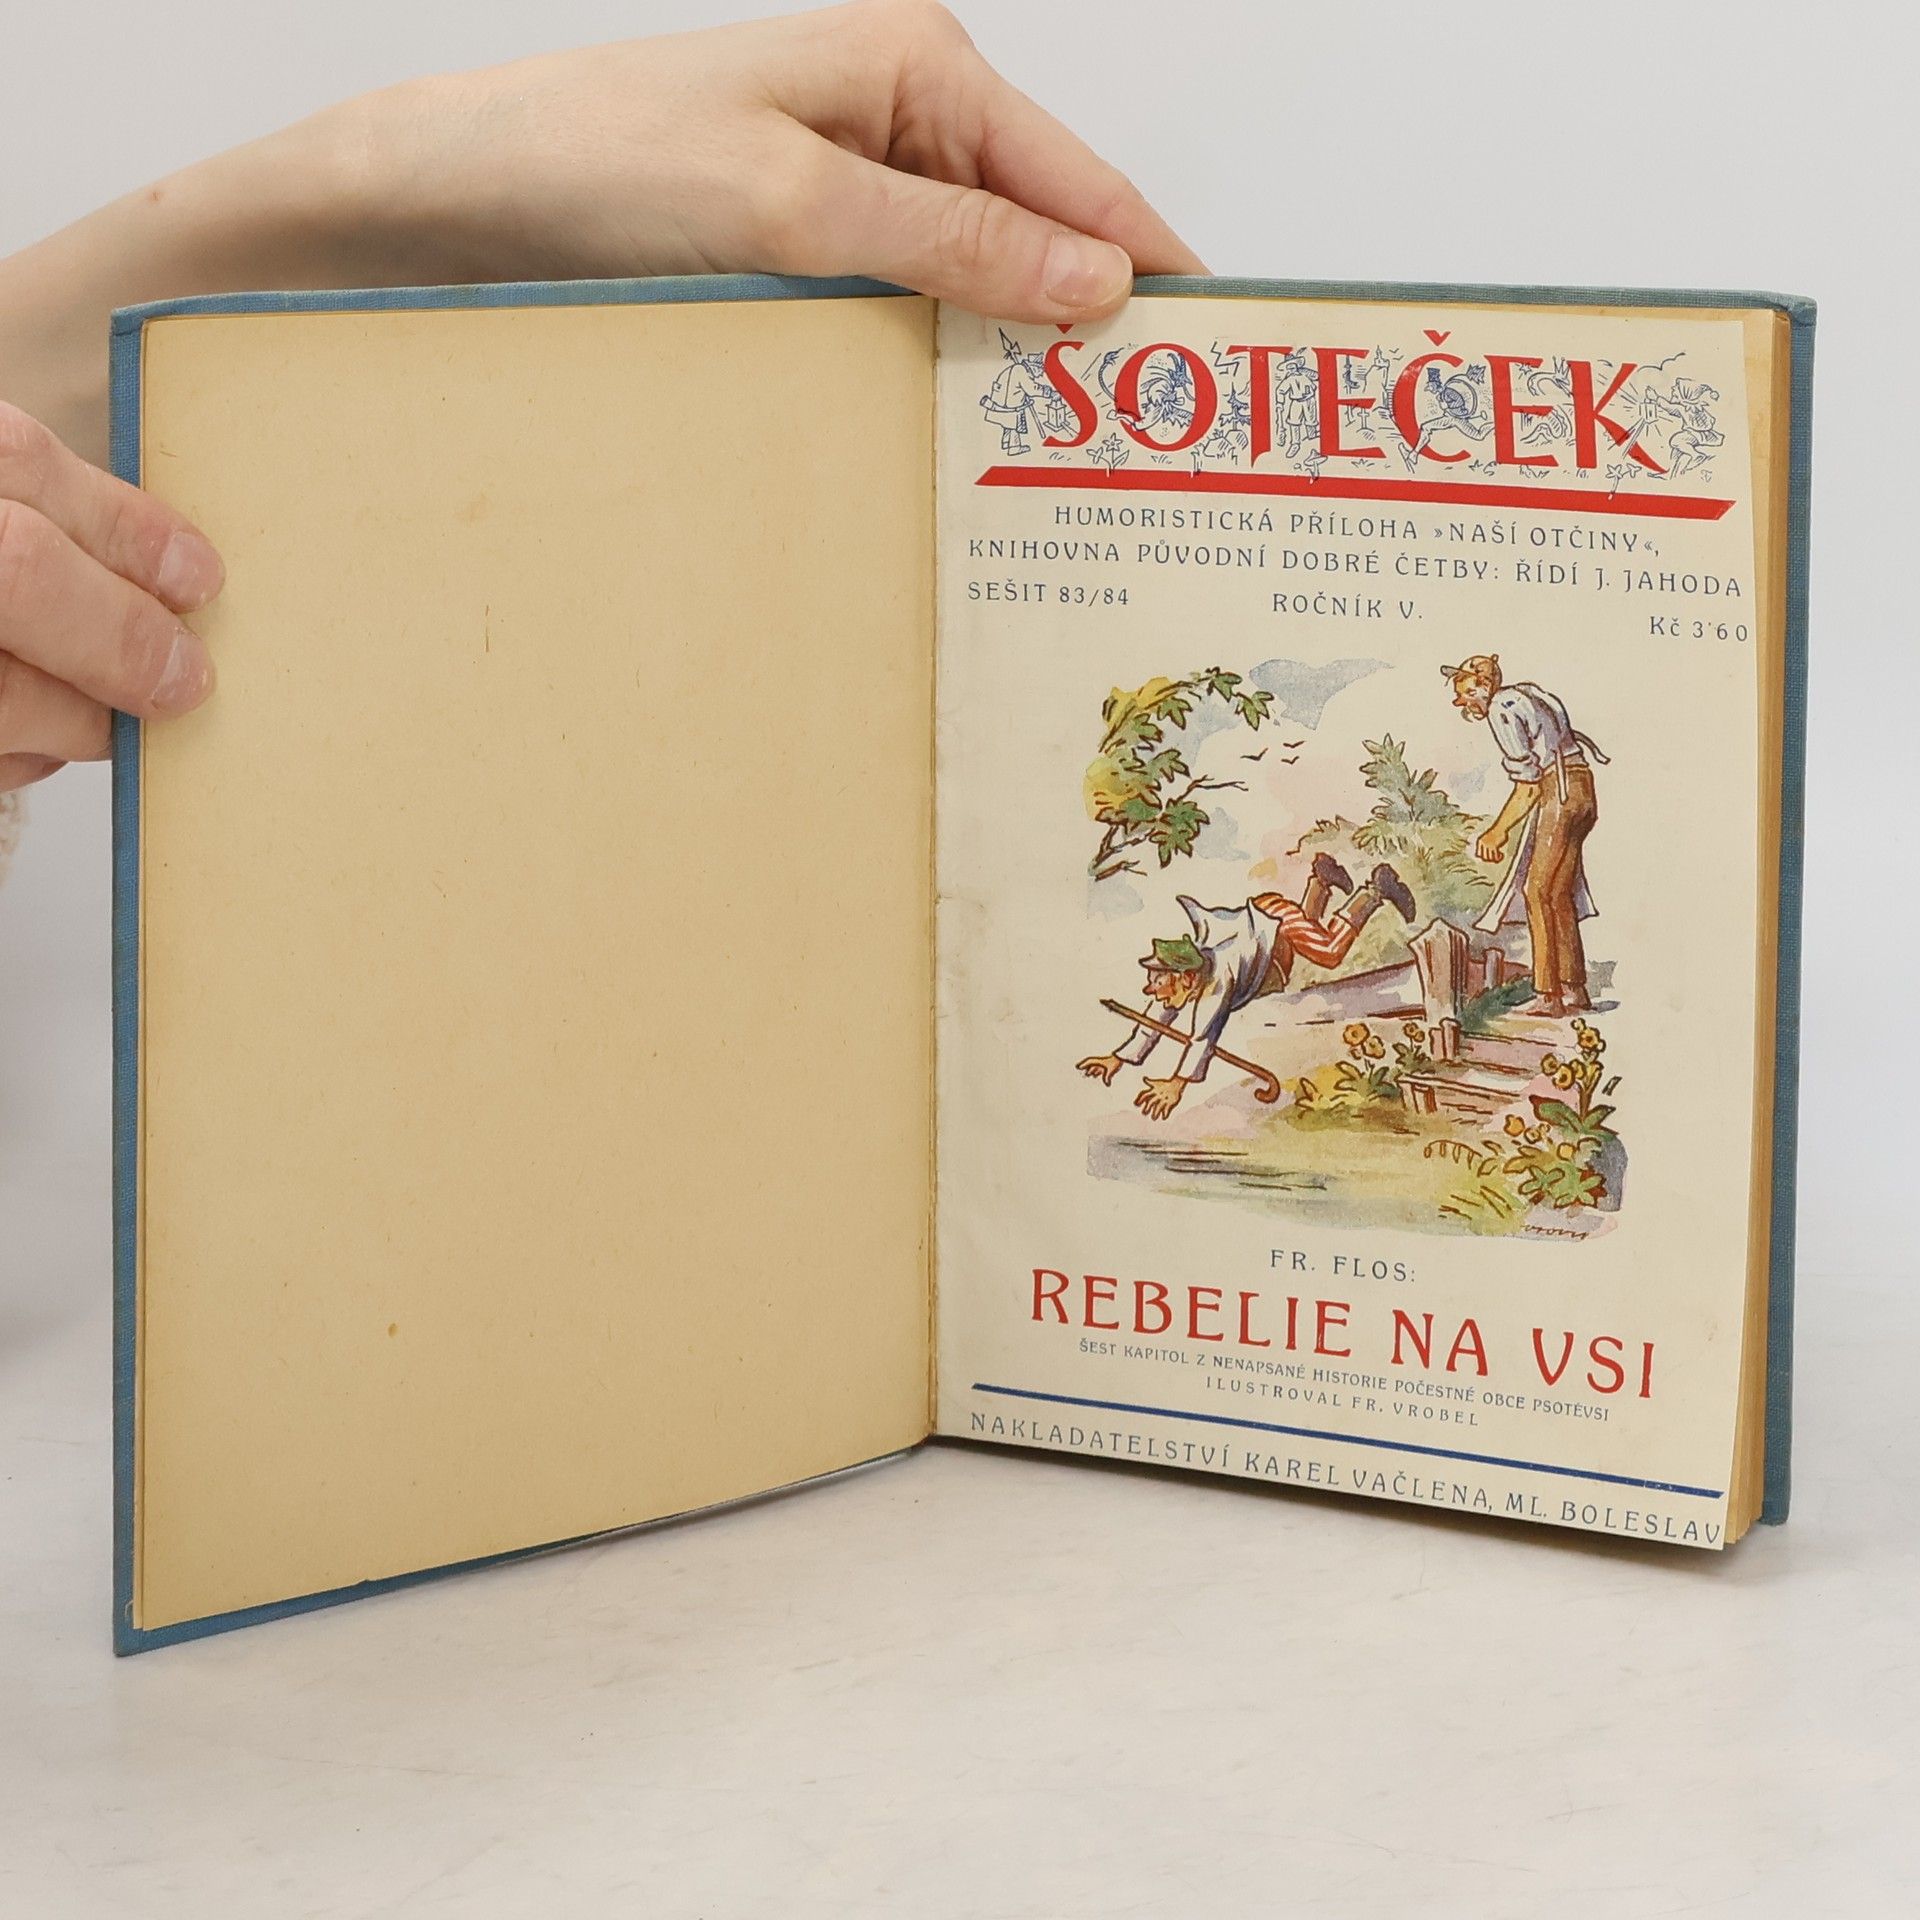 ŠOTEČEK
HUMORISTICKÁ PŘÍLOHA »NAŠÍ OTČINY«,
KNIHOVNA PŮVODNÍ DOBRÉ ČETBY: ŘÍDÍ J. JAHODA
SEŠIT 83/84 ROČNÍK V. Kč 3'60
FR. FLOS:
REBELIE NA VSI
ŠEST KAPITOL Z NENAPSANÉ HISTORIE POČESTNÉ OBCE PSOTÉVSI
ILUSTROVAL FR. VROBEL
NAKLADATELSTVÍ KAREL VAČLENA, ML. BOLESLAV